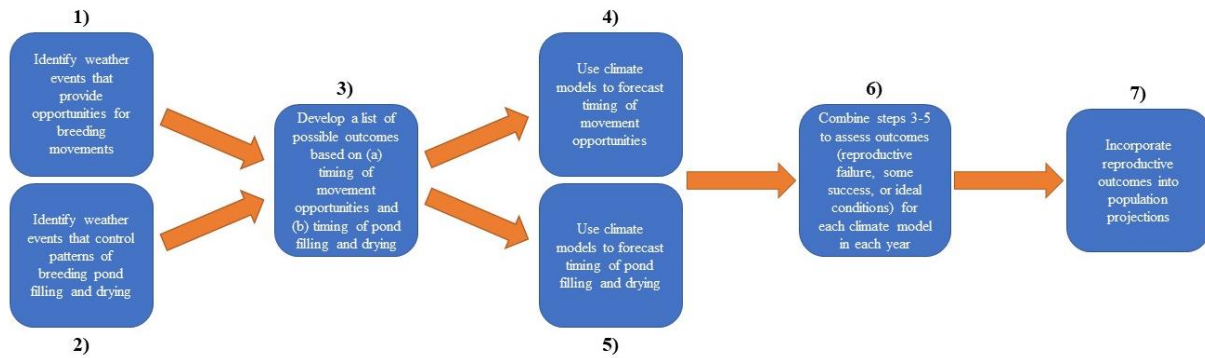 1)
Identify weather
events that
provide
opportunities for
breeding
movements
Identify weather
events that control
patterns of
breeding pond
filling and drying
2)
3)
Develop a list of
possible outcomes
based on (a)
timing of
movement
opportunities and
(b) timing of pond
filling and drying
4)
Use climate
models to forecast
timing of
movement
opportunities
Use climate
models to forecast
timing of pond
filling and drying
5)
6)
Combine steps 3-5
to assess outcomes
(reproductive
failure, some
success, or ideal
conditions) for
each climate model
in each year
7)
Incorporate
reproductive
outcomes into
population
projections